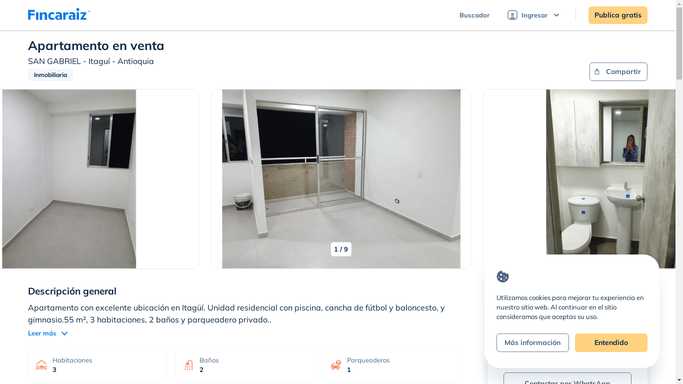 Fincaraiz
Buscador
Ingresar
Publica gratis
Apartamento en venta
SAN GABRIEL - Itaguí - Antioquia
Inmobiliaria
Compartir
1 / 9
Descripción general
Apartamento con excelente ubicación en Itagüí. Unidad residencial con piscina, cancha de fútbol y baloncesto, y
gimnasio.55 m², 3 habitaciones, 2 baños y parqueadero privado..
Leer más
Habitaciones
3
Baños
2
Parqueaderos
1
Utilizamos cookies para mejorar tu experiencia en
nuestro sitio web. Al continuar en el sitio
consideramos que aceptas su uso.
Más información
Entendido
Contactar por WhatsApp